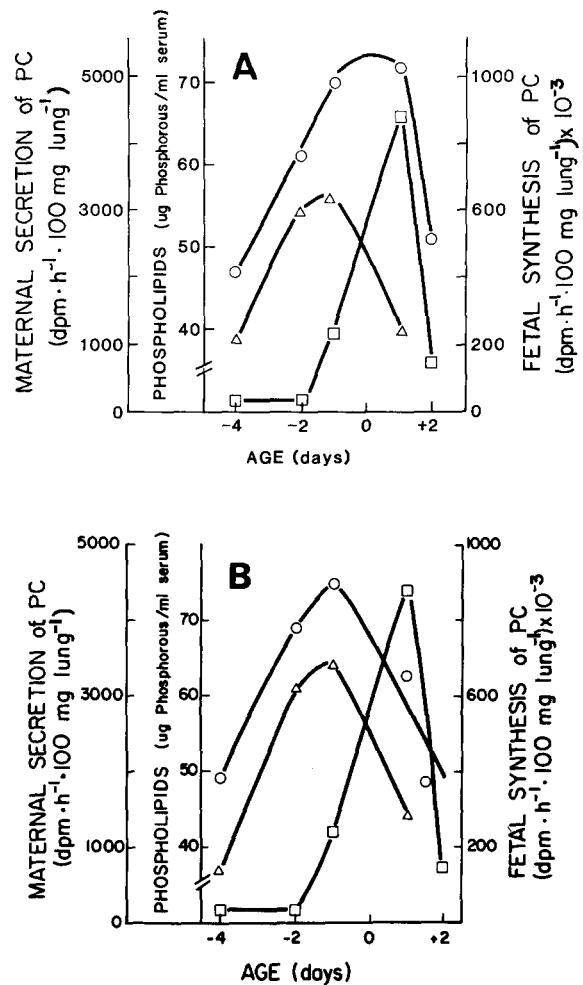 A
MATERNAL SECRETION of PC
(dpm · h⁻¹ · 100 mg lung⁻¹)
5000
3000
1000
0
PHOSPHOLIPIDS (ug Phosphorous/ml serum)
70
60
50
40
1000
600
200
0
FETAL SYNTHESIS of PC
(dpm · h⁻¹ · 100 mg lung⁻¹) x 10⁻³
-4
-2
0
+2
AGE (days)
B
MATERNAL SECRETION of PC
(dpm · h⁻¹ · 100 mg lung⁻¹)
5000
3000
1000
0
PHOSPHOLIPIDS (ug Phosphorous/ml serum)
70
60
50
40
1000
600
200
FETAL SYNTHESIS of PC
(dpm · h⁻¹ · 100 mg lung⁻¹) x 10⁻³
-4
-2
0
+2
AGE (days)